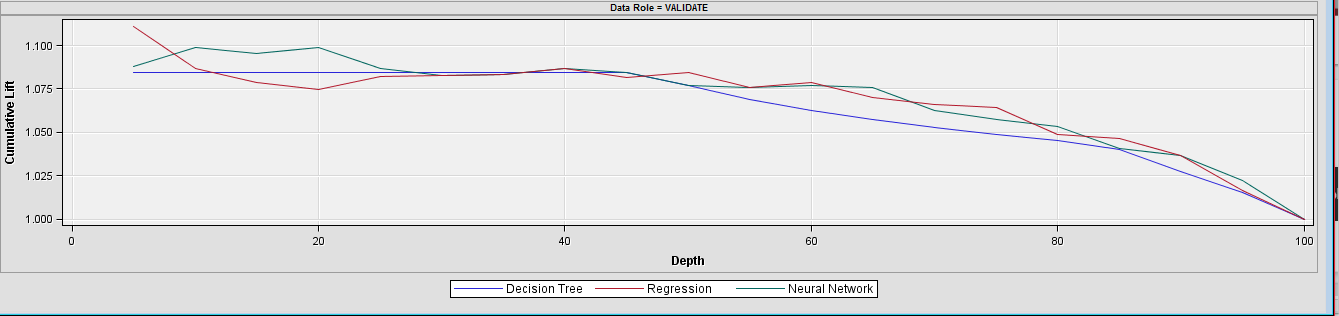 Data Role = VALIDATE
Cumulative Lift
1.100
1.075
1.050
1.025
1.000
0 20 40 60 80 100
Depth
Decision Tree Regression Neural Network